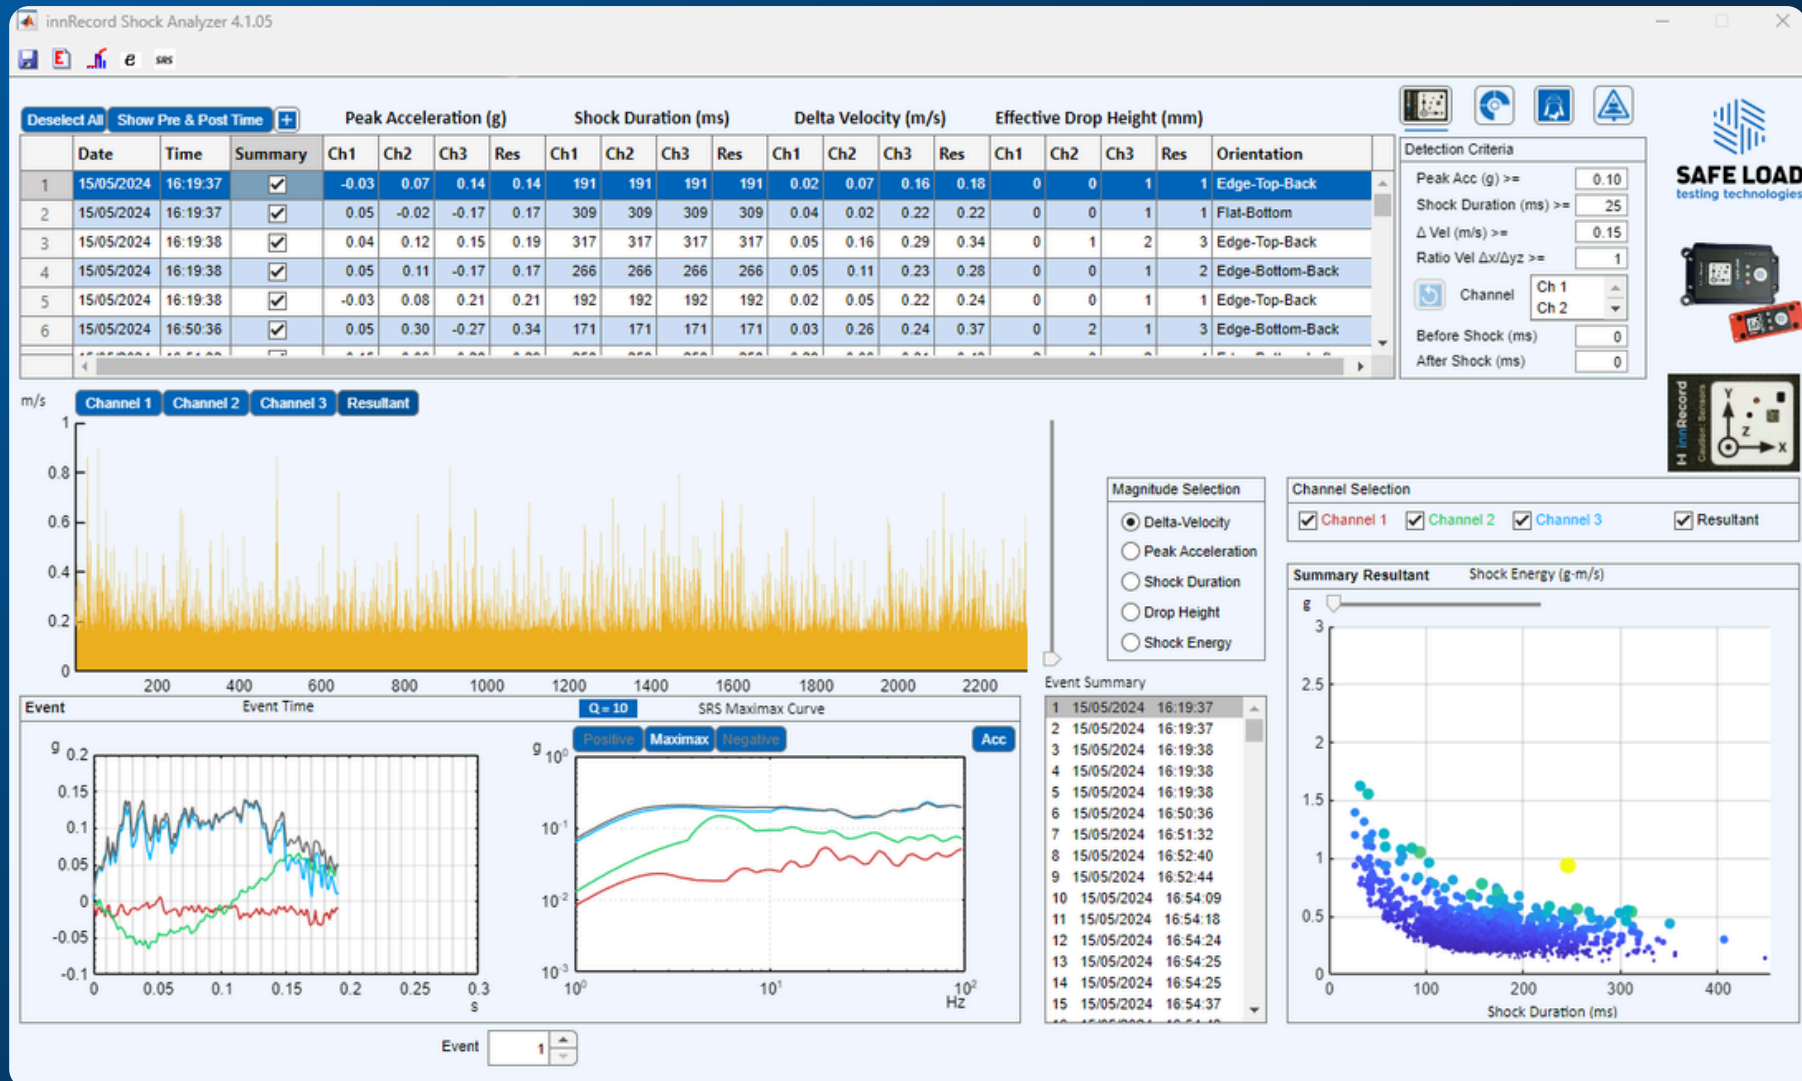 innRecord Shock Analyzer 4.1.05
E e SRS
Deselect All Show Pre & Post Time + Peak Acceleration (g) Shock Duration (ms) Delta Velocity (m/s) Effective Drop Height (mm)
Date Time Summary Ch1 Ch2 Ch3 Res Ch1 Ch2 Ch3 Res Ch1 Ch2 Ch3 Res Ch1 Ch2 Ch3 Res Orientation
1 15/05/2024 16:19:37 -0.03 0.07 0.14 0.14 191 191 191 191 0.02 0.07 0.16 0.18 0 0 1 1 Edge-Top-Back
2 15/05/2024 16:19:37 0.05 -0.02 -0.17 0.17 309 309 309 309 0.04 0.02 0.22 0.22 0 0 1 1 Flat-Bottom
3 15/05/2024 16:19:38 0.04 0.12 0.15 0.19 317 317 317 317 0.05 0.16 0.29 0.34 0 1 2 3 Edge-Top-Back
4 15/05/2024 16:19:38 0.05 0.11 -0.17 0.17 266 266 266 266 0.05 0.11 0.23 0.28 0 0 1 2 Edge-Bottom-Back
5 15/05/2024 16:19:38 -0.03 0.08 0.21 0.21 192 192 192 192 0.02 0.05 0.22 0.24 0 0 1 1 Edge-Top-Back
6 15/05/2024 16:50:36 0.05 0.30 -0.27 0.34 171 171 171 171 0.03 0.26 0.24 0.37 0 2 1 3 Edge-Bottom-Back
Detection Criteria
Peak Acc (g) >= 0.10
Shock Duration (ms) >= 25
Δ Vel (m/s) >= 0.15
Ratio Vel Δx/Δyz >= 1
Channel Ch 1
Ch 2
Before Shock (ms) 0
After Shock (ms) 0
SAFE LOAD
testing technologies
innRecord
Caution: Sensors
Y
Z
X
m/s Channel 1 Channel 2 Channel 3 Resultant
1
0.8
0.6
0.4
0.2
0
200 400 600 800 1000 1200 1400 1600 1800 2000 2200
Magnitude Selection
Delta-Velocity
Peak Acceleration
Shock Duration
Drop Height
Shock Energy
Channel Selection
Channel 1 Channel 2 Channel 3 Resultant
Event Event Time
g 0.2
0.15
0.1
0.05
0
-0.05
-0.1
0 0.05 0.1 0.15 0.2 0.25 0.3
s
Q = 10 SRS Maximax Curve
Positive Maximax Negative Acc
g 10^0
10^-1
10^-2
10^-3
10^0 10^1 10^2
Hz
Event 1
Event Summary
1 15/05/2024 16:19:37
2 15/05/2024 16:19:37
3 15/05/2024 16:19:38
4 15/05/2024 16:19:38
5 15/05/2024 16:19:38
6 15/05/2024 16:50:36
7 15/05/2024 16:51:32
8 15/05/2024 16:52:40
9 15/05/2024 16:52:44
10 15/05/2024 16:54:09
11 15/05/2024 16:54:18
12 15/05/2024 16:54:24
13 15/05/2024 16:54:25
14 15/05/2024 16:54:25
15 15/05/2024 16:54:37
Summary Resultant Shock Energy (g·m/s)
g
3
2.5
2
1.5
1
0.5
0
0 100 200 300 400
Shock Duration (ms)